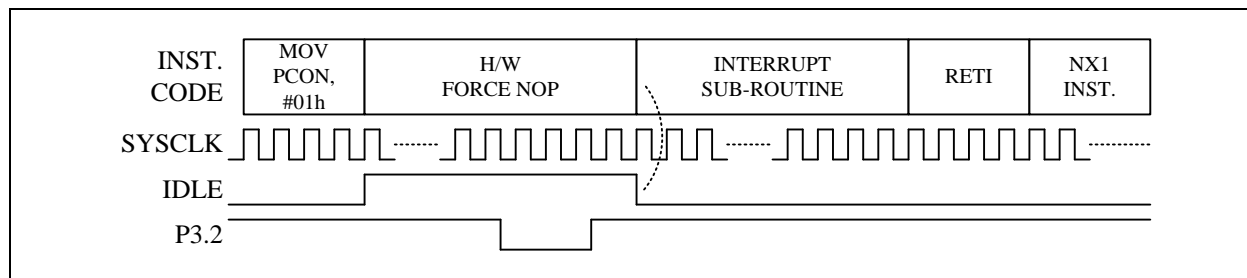 INST.
CODE
MOV
PCON,
#01h
H/W
FORCE NOP
INTERRUPT
SUB-ROUTINE
RETI
NX1
INST.
SYSCLK
IDLE
P3.2